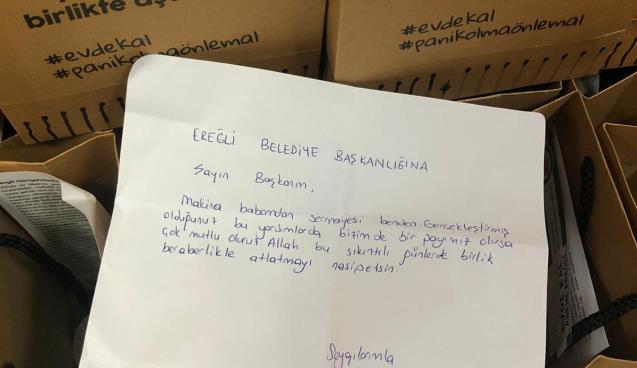 birlikte
#evdekal
#panikolmaönlemal
#evdekal
#panikolmaönlemal
EREĞLİ BELEDİYE BAŞKANLIĞINA
Sayın Başkanım;
Makina babamdan sermayesi benden. Gerçekleştirmiş
olduğunuz bu yardımlarda bizimde bir payımız olursa
çok mutlu oluruz. Allah bu sıkıntılı günlerde birlik
beraberlikle atlatmayı nasipetsin.
Saygılarımla